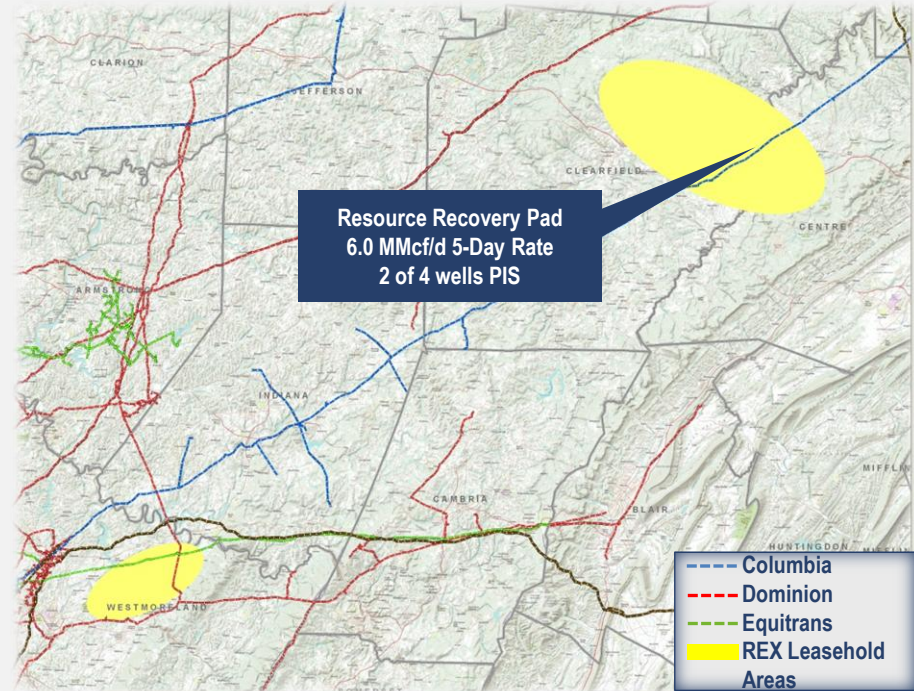 CLARION
JEFFERSON
CLEARFIELD
CENTRE
Resource Recovery Pad
6.0 MMcf/d 5-Day Rate
2 of 4 wells PIS
ARMSTRONG
INDIANA
CAMBRIA
BLAIR
MIFFLIN
HUNTINGDON
WESTMORELAND
Columbia
Dominion
Equitrans
REX Leasehold
Areas